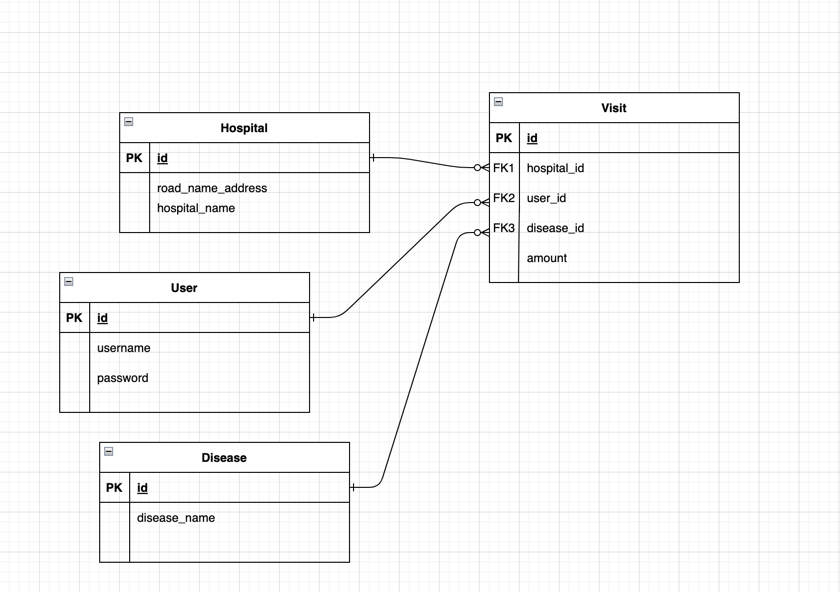 Hospital
PK id
road_name_address
hospital_name
Visit
PK id
FK1 hospital_id
FK2 user_id
FK3 disease_id
amount
User
PK id
username
password
Disease
PK id
disease_name